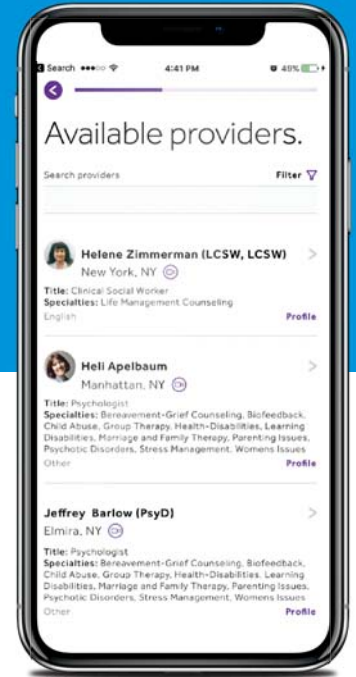 Search
4:41 PM
49%
Available providers.
Search providers
Filter
Helene Zimmerman (LCSW, LCSW)
New York, NY
Title: Clinical Social Worker
Specialties: Life Management Counseling
English
Profile
Heli Apelbaum
Manhattan, NY
Title: Psychologist
Specialties: Bereavement-Grief Counseling, Biofeedback,
Child Abuse, Group Therapy, Health-Disabilities, Learning
Disabilities, Marriage and Family Therapy, Parenting Issues,
Psychotic Disorders, Stress Management, Womens Issues
Other
Profile
Jeffrey Barlow (PsyD)
Elmira, NY
Title: Psychologist
Specialties: Bereavement-Grief Counseling, Biofeedback,
Child Abuse, Group Therapy, Health-Disabilities, Learning
Disabilities, Marriage and Family Therapy, Parenting Issues,
Psychotic Disorders, Stress Management, Womens Issues
Other
Profile